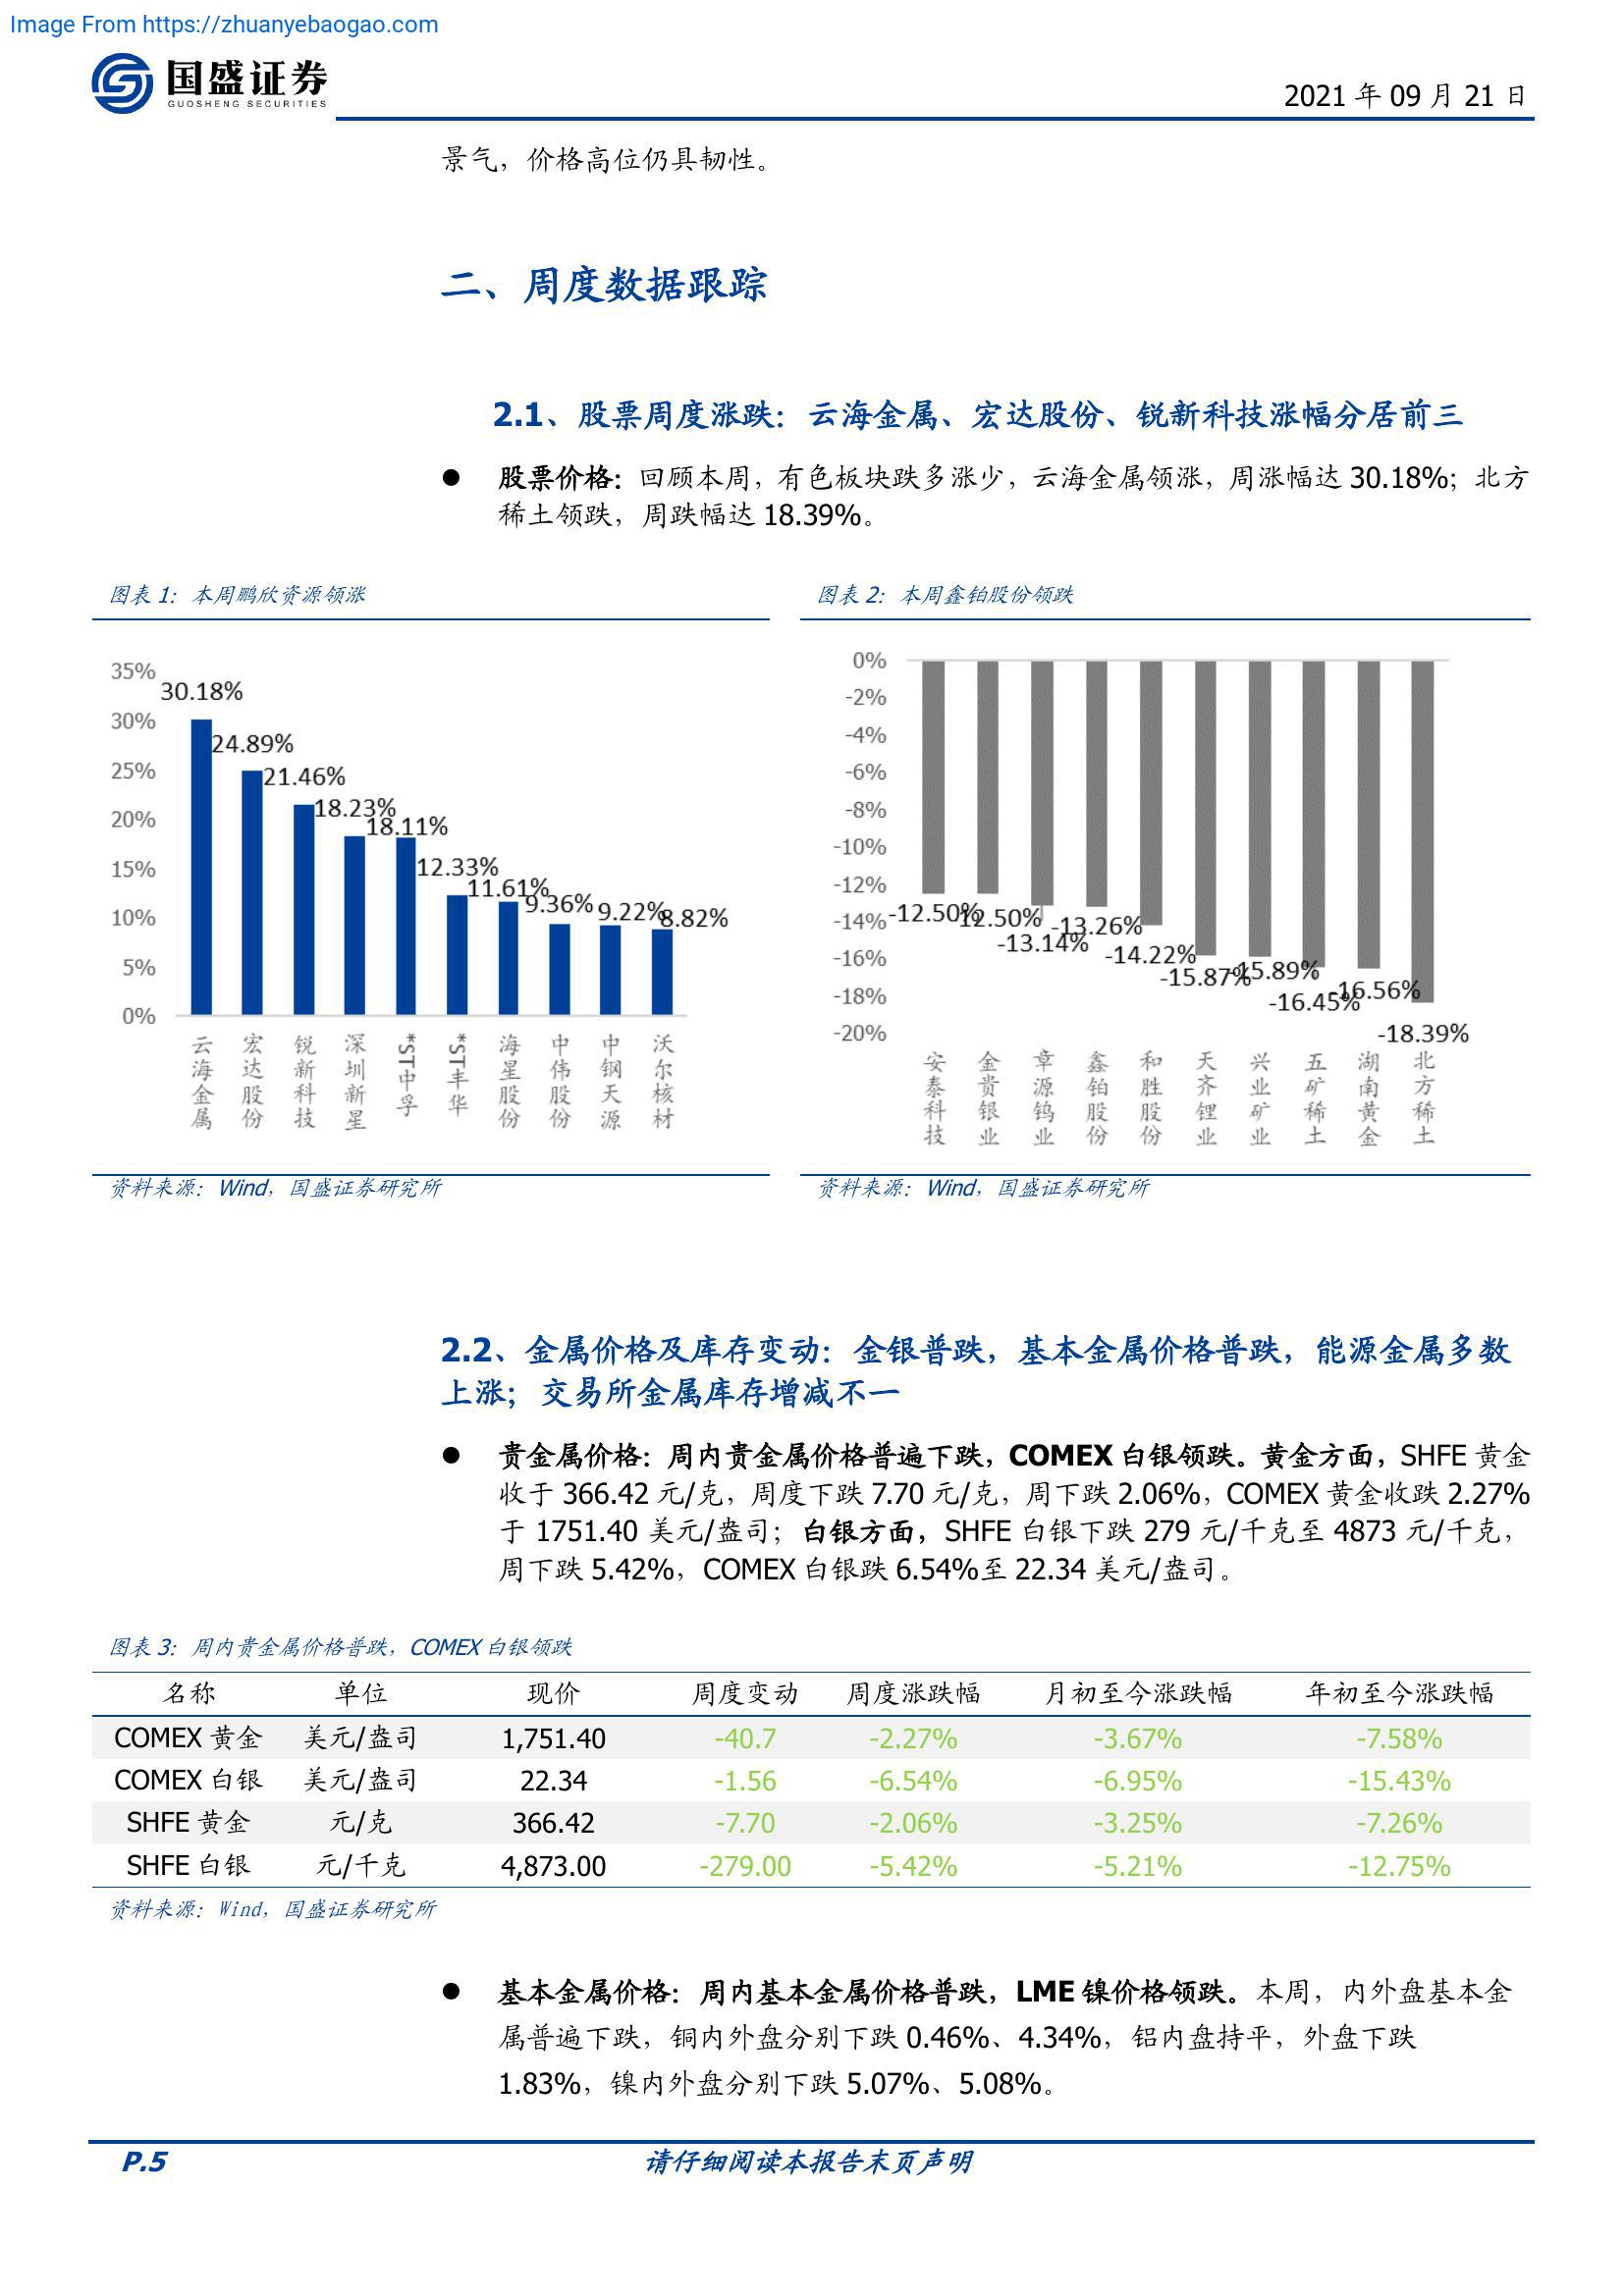 Image From https://zhuanyebaogao.com
国盛证券
GUOSHENG SECURITIES
2021 年 09 月 21 日
景气，价格高位仍具韧性。
二、周度数据跟踪
2.1、股票周度涨跌：云海金属、宏达股份、锐新科技涨幅分居前三
● 股票价格：回顾本周，有色板块跌多涨少，云海金属领涨，周涨幅达 30.18%；北方
稀土领跌，周跌幅达 18.39%。
图表 1：本周鹏欣资源领涨
35%
30%
25%
20%
15%
10%
5%
0%
30.18%
24.89%
21.46%
18.23%
18.11%
12.33%
11.61%
9.36%
9.22%
8.82%
云海金属
宏达股份
锐新科技
深圳新星
*ST中孚
*ST丰华
海星股份
中伟股份
中钢天源
沃尔核材
资料来源：Wind，国盛证券研究所
图表 2：本周鑫铂股份领跌
0%
-2%
-4%
-6%
-8%
-10%
-12%
-14%
-16%
-18%
-20%
-12.50%
-12.50%
-13.14%
-13.26%
-14.22%
-15.87%
-15.89%
-16.45%
-16.56%
-18.39%
安泰科技
金贵银业
章源钨业
鑫铂股份
和胜股份
天齐锂业
兴业矿业
五矿稀土
湖南黄金
北方稀土
资料来源：Wind，国盛证券研究所
2.2、金属价格及库存变动：金银普跌，基本金属价格普跌，能源金属多数
上涨；交易所金属库存增减不一
● 贵金属价格：周内贵金属价格普遍下跌，COMEX 白银领跌。黄金方面，SHFE 黄金
收于 366.42 元/克，周度下跌 7.70 元/克，周下跌 2.06%，COMEX 黄金收跌 2.27%
于 1751.40 美元/盎司；白银方面，SHFE 白银下跌 279 元/千克至 4873 元/千克，
周下跌 5.42%，COMEX 白银跌 6.54%至 22.34 美元/盎司。
图表 3：周内贵金属价格普跌，COMEX 白银领跌
名称 单位 现价 周度变动 周度涨跌幅 月初至今涨跌幅 年初至今涨跌幅
COMEX 黄金 美元/盎司 1,751.40 -40.7 -2.27% -3.67% -7.58%
COMEX 白银 美元/盎司 22.34 -1.56 -6.54% -6.95% -15.43%
SHFE 黄金 元/克 366.42 -7.70 -2.06% -3.25% -7.26%
SHFE 白银 元/千克 4,873.00 -279.00 -5.42% -5.21% -12.75%
资料来源：Wind，国盛证券研究所
● 基本金属价格：周内基本金属价格普跌，LME 镍价格领跌。本周，内外盘基本金
属普遍下跌，铜内外盘分别下跌 0.46%、4.34%，铝内盘持平，外盘下跌
1.83%，镍内外盘分别下跌 5.07%、5.08%。
P.5
请仔细阅读本报告末页声明